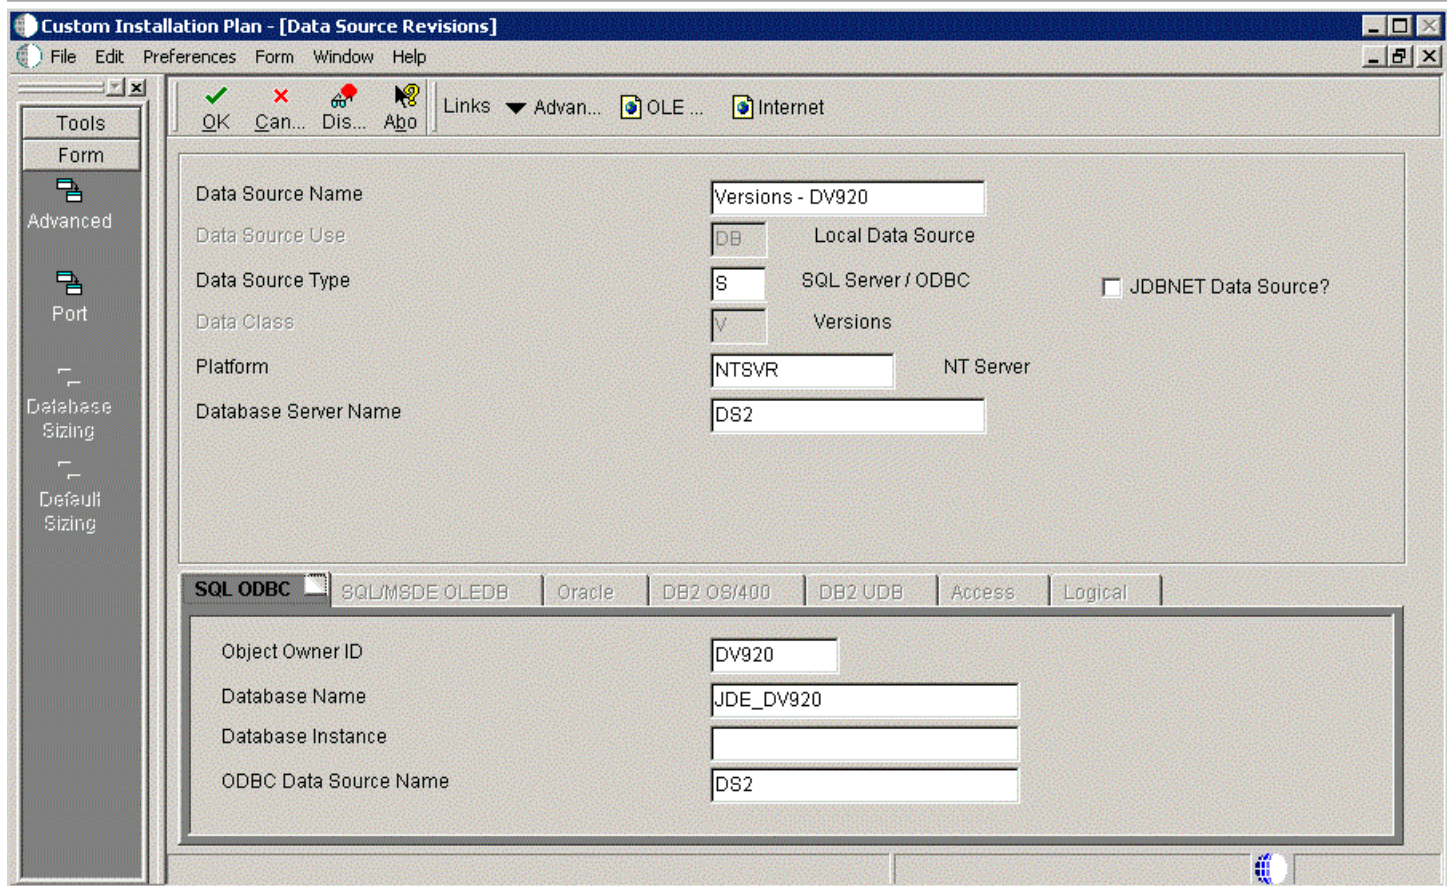 Custom Installation Plan - [Data Source Revisions]
File Edit Preferences Form Window Help
Tools
Form
Advanced
Port
Database
Sizing
Default
Sizing
OK Can... Dis... Abo Links Advan... OLE ... Internet
Data Source Name Versions - DV920
Data Source Use DB Local Data Source
Data Source Type S SQL Server / ODBC JDBNET Data Source?
Data Class V Versions
Platform NTSVR NT Server
Database Server Name DS2
SQL ODBC SQL/MSDE OLEDB Oracle DB2 OS/400 DB2 UDB Access Logical
Object Owner ID DV920
Database Name JDE_DV920
Database Instance
ODBC Data Source Name DS2